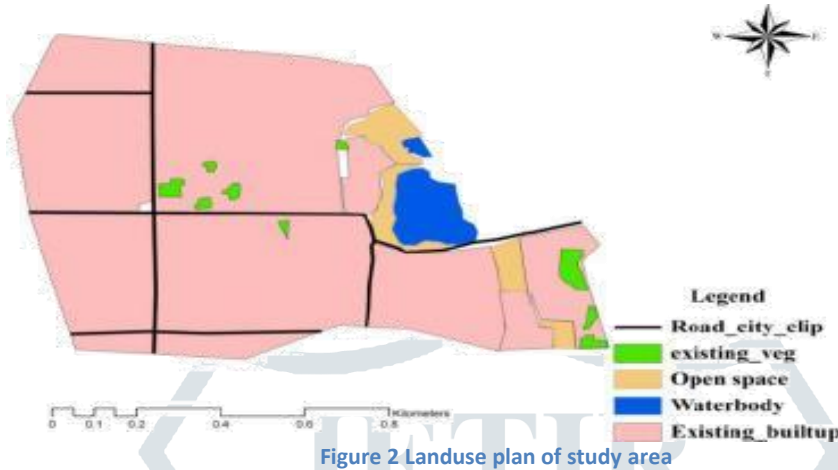 W
E
Legend
Road_city_clip
existing_veg
Open space
Waterbody
Existing_builtup
Kilometers
0 0.1 0.2 0.4 0.6 0.8
Figure 2 Landuse plan of study area